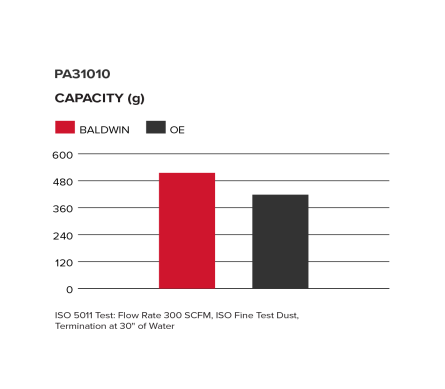 PA31010
CAPACITY (g)
BALDWIN OE
600
480
360
240
120
0
ISO 5011 Test: Flow Rate 300 SCFM, ISO Fine Test Dust,
Termination at 30" of Water